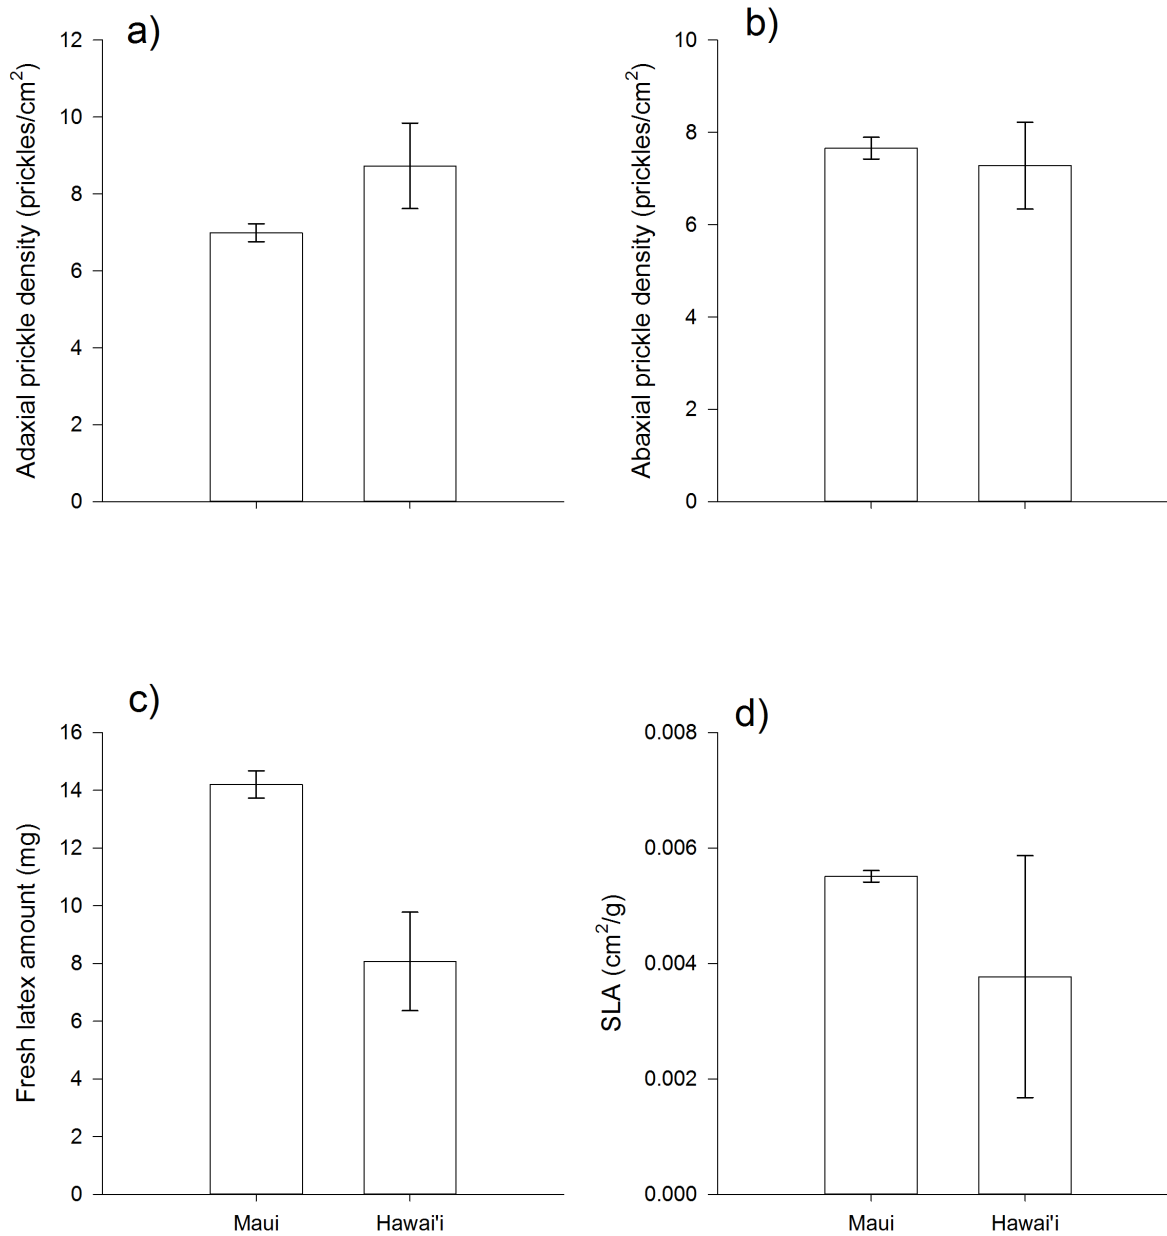 a)
Adaxial prickle density (prickles/cm²)
12
10
8
6
4
2
0
b)
Abaxial prickle density (prickles/cm²)
10
8
6
4
2
0
c)
Fresh latex amount (mg)
16
14
12
10
8
6
4
2
0
Maui Hawai'i
d)
SLA (cm²/g)
0.008
0.006
0.004
0.002
0.000
Maui Hawai'i